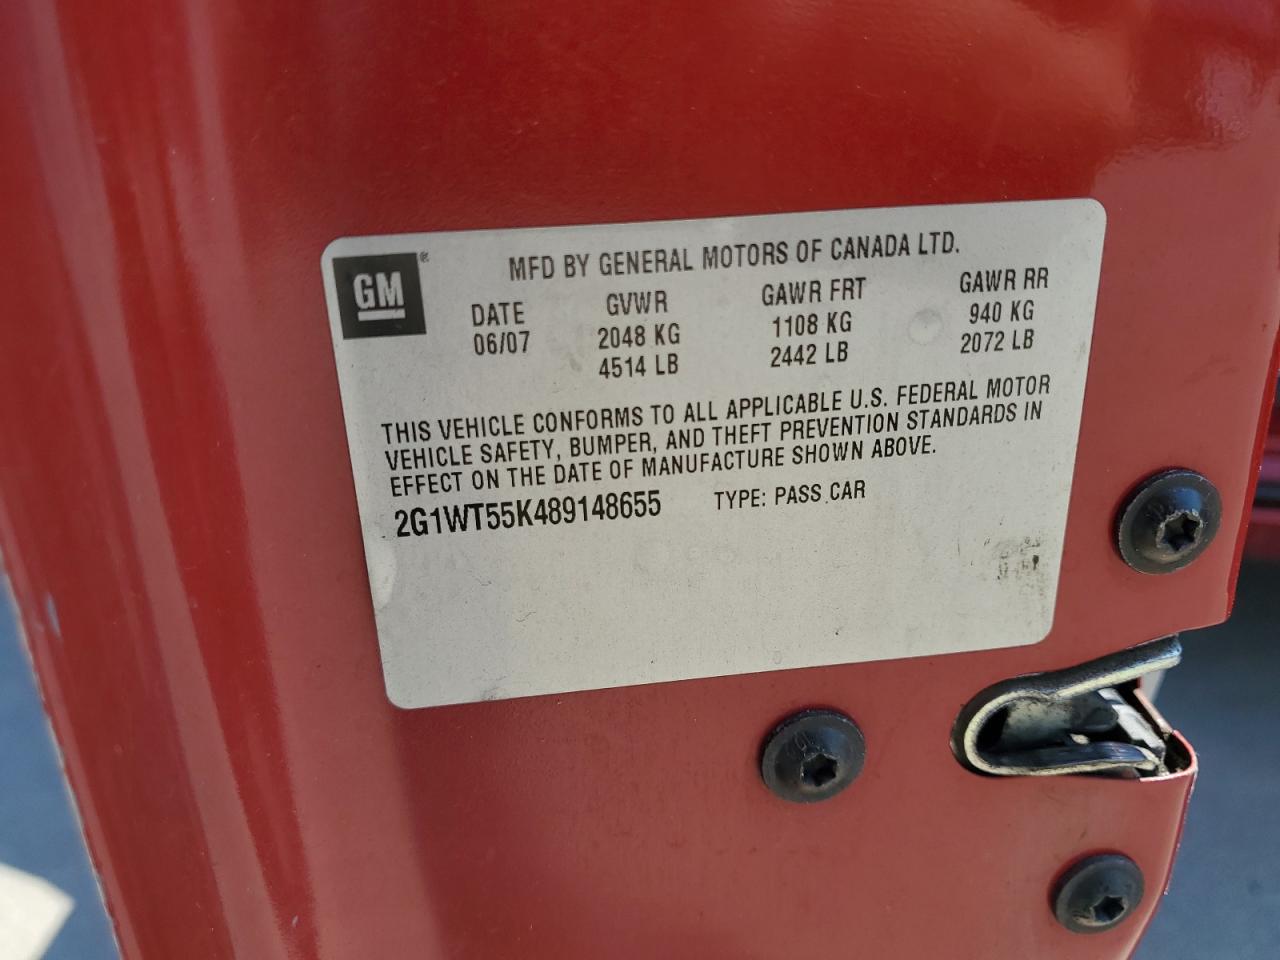 GM®
MFD BY GENERAL MOTORS OF CANADA LTD.
DATE GVWR GAWR FRT GAWR RR
06/07 2048 KG 1108 KG 940 KG
4514 LB 2442 LB 2072 LB
THIS VEHICLE CONFORMS TO ALL APPLICABLE U.S. FEDERAL MOTOR
VEHICLE SAFETY, BUMPER, AND THEFT PREVENTION STANDARDS IN
EFFECT ON THE DATE OF MANUFACTURE SHOWN ABOVE.
2G1WT55K489148655 TYPE: PASS CAR